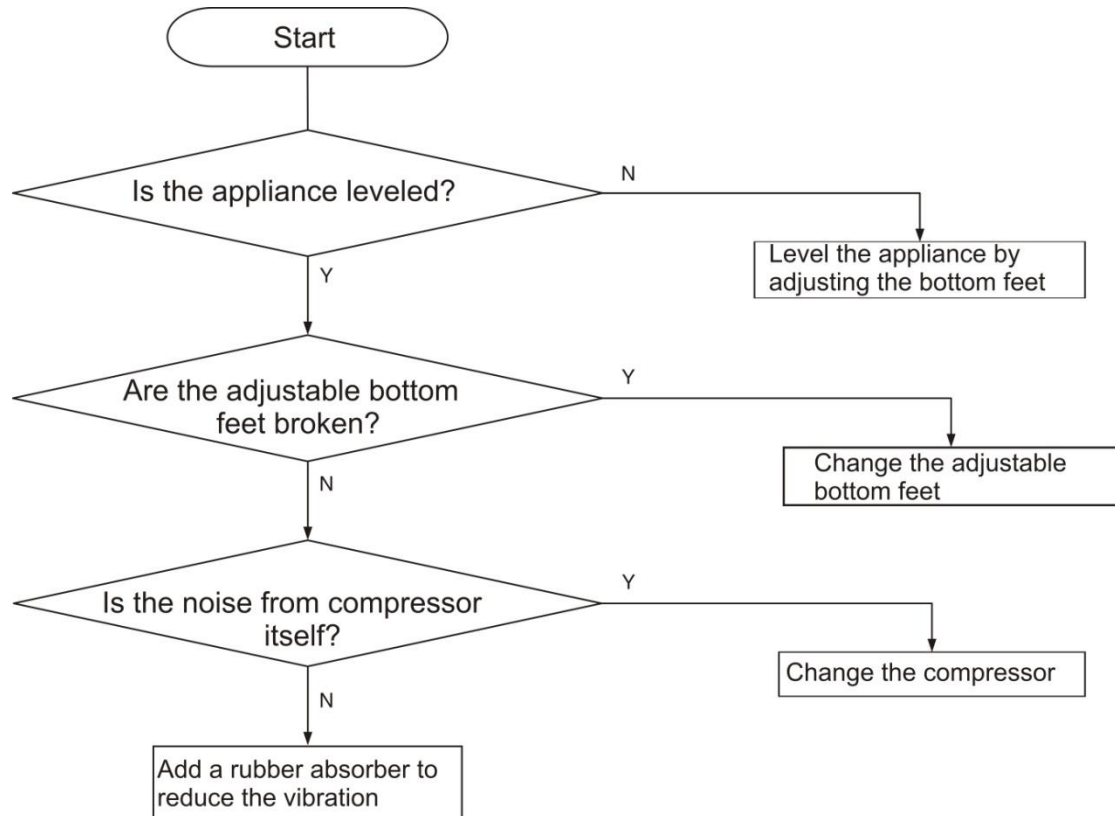 Start
Is the appliance leveled?
N
Level the appliance by
adjusting the bottom feet
Y
Are the adjustable bottom
feet broken?
Y
Change the adjustable
bottom feet
N
Is the noise from compressor
itself?
Y
Change the compressor
N
Add a rubber absorber to
reduce the vibration